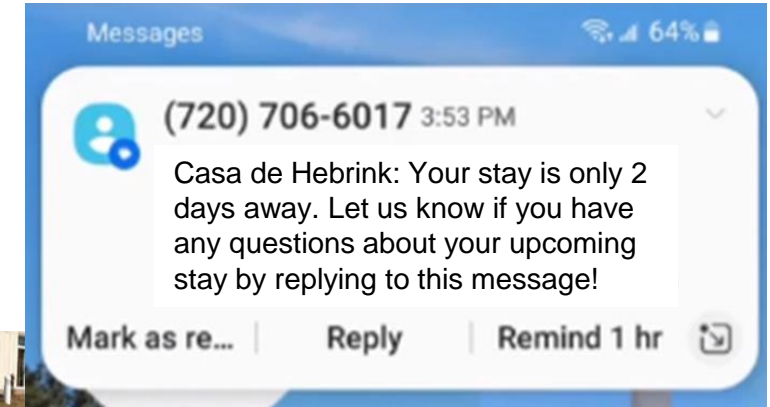 Messages 64%
(720) 706-6017 3:53 PM
Casa de Hebrink: Your stay is only 2
days away. Let us know if you have
any questions about your upcoming
stay by replying to this message!
Mark as re... Reply Remind 1 hr